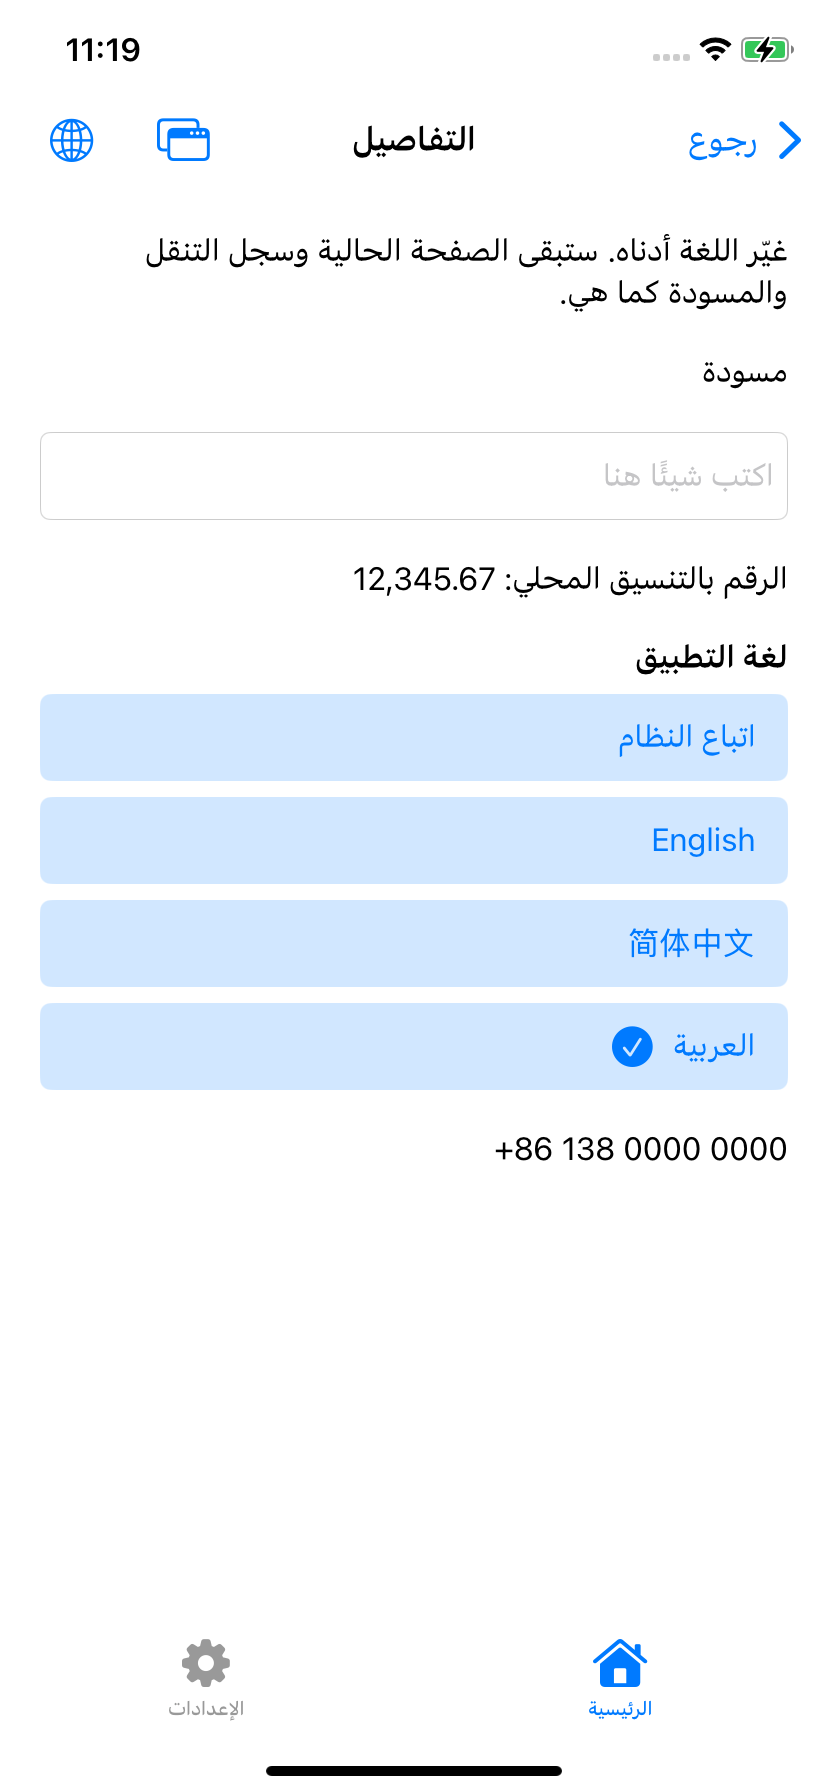 11:19
رجوع
التفاصيل
غيّر اللغة أدناه. ستبقى الصفحة الحالية وسجل التنقل
والمسودة كما هي.
مسودة
اكتب شيئًا هنا
الرقم بالتنسيق المحلي: 12,345.67
لغة التطبيق
اتباع النظام
English
简体中文
العربية
+86 138 0000 0000
الرئيسية
الإعدادات